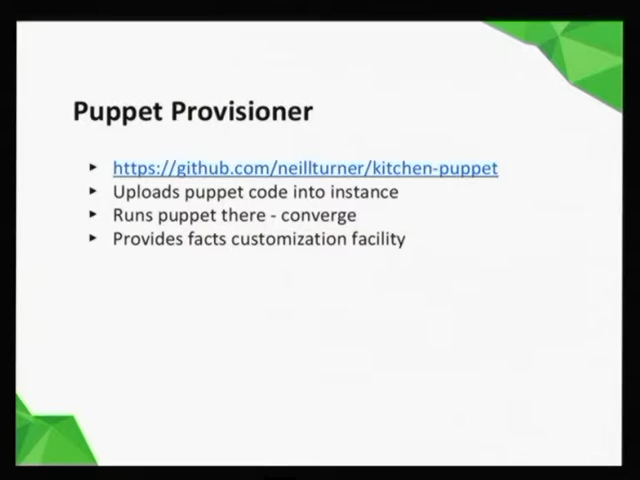 Puppet Provisioner
► https://github.com/neillturner/kitchen-puppet
► Uploads puppet code into instance
► Runs puppet there - converge
► Provides facts customization facility